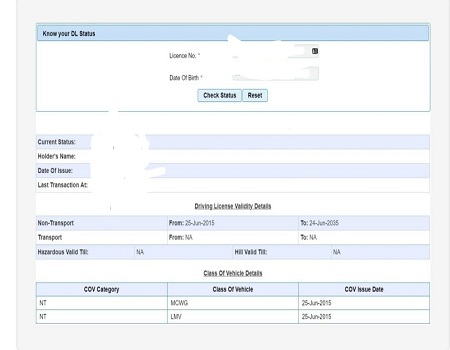 Know your DL Status
Licence No. *
Date Of Birth *
Check Status Reset
Current Status:
Holder's Name:
Date Of Issue:
Last Transaction At:
Driving License Validity Details
Non-Transport From: 25-Jun-2015 To: 24-Jun-2035
Transport From: NA To: NA
Hazardous Valid Till: NA Hill Valid Till: NA
Class Of Vehicle Details
COV Category Class Of Vehicle COV Issue Date
NT MCWG 25-Jun-2015
NT LMV 25-Jun-2015